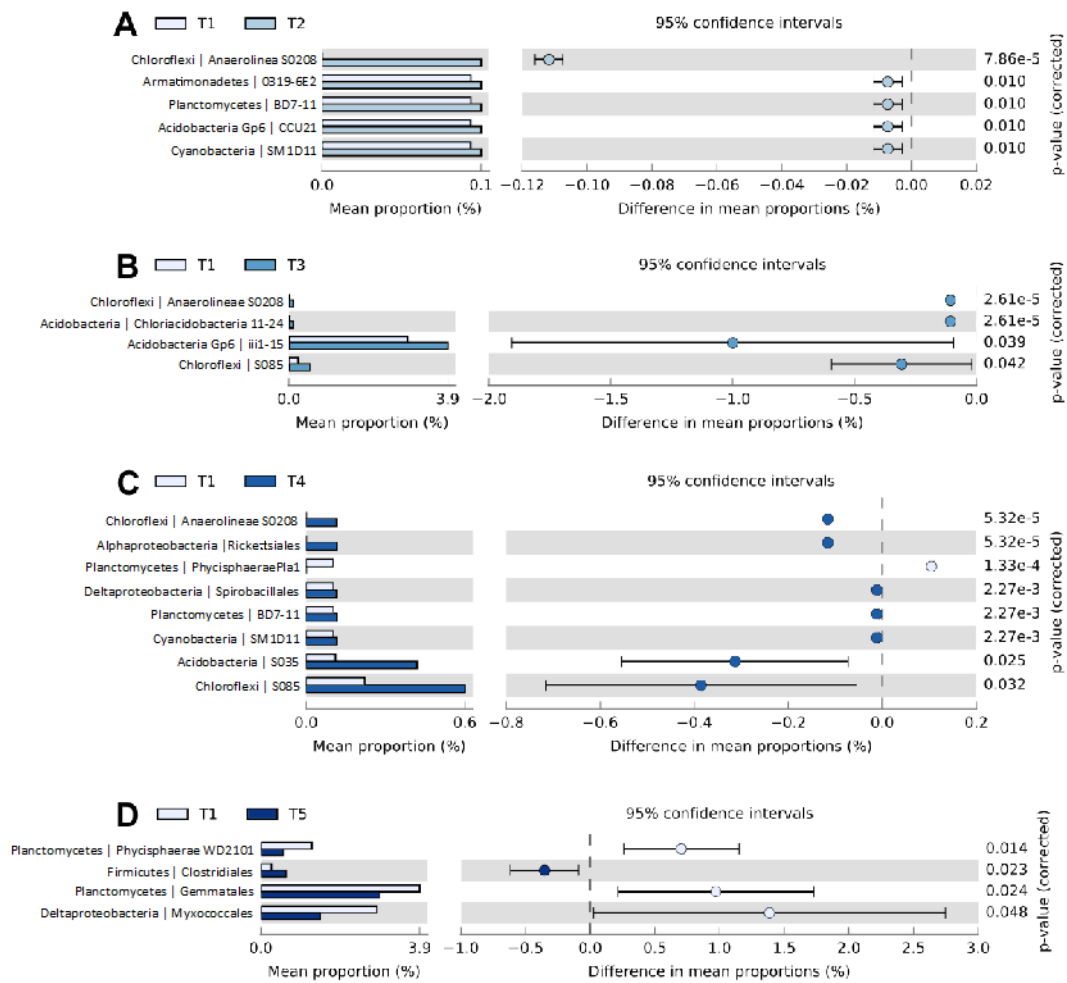 A T1 T2 95% confidence intervals
Chloroflexi | Anaerolinea S0208 7.86e-5
Armatimonadetes | 0319-6E2 0.010
Planctomycetes | BD7-11 0.010
Acidobacteria Gp6 | CCU21 0.010
Cyanobacteria | SM1D11 0.010
p-value (corrected)
0.0 0.1 −0.12 −0.10 −0.08 −0.06 −0.04 −0.02 0.00 0.02
Mean proportion (%) Difference in mean proportions (%)
B T1 T3 95% confidence intervals
Chloroflexi | Anaerolineae S0208 2.61e-5
Acidobacteria | Chloriacidobacteria 11-24 2.61e-5
Acidobacteria Gp6 | iii1-15 0.039
Chloroflexi | S085 0.042
p-value (corrected)
0.0 3.9 −2.0 −1.5 −1.0 −0.5 0.0
Mean proportion (%) Difference in mean proportions (%)
C T1 T4 95% confidence intervals
Chloroflexi | Anaerolineae S0208 5.32e-5
Alphaproteobacteria | Rickettsiales 5.32e-5
Planctomycetes | PhycisphaerаePla1 1.33e-4
Deltaproteobacteria | Spirobacillales 2.27e-3
Planctomycetes | BD7-11 2.27e-3
Cyanobacteria | SM1D11 2.27e-3
Acidobacteria | S035 0.025
Chloroflexi | S085 0.032
p-value (corrected)
0.0 0.6 −0.8 −0.6 −0.4 −0.2 0.0 0.2
Mean proportion (%) Difference in mean proportions (%)
D T1 T5 95% confidence intervals
Planctomycetes | Phycisphaerae WD2101 0.014
Firmicutes | Clostridiales 0.023
Planctomycetes | Gemmatales 0.024
Deltaproteobacteria | Myxococcales 0.048
p-value (corrected)
0.0 3.9 −1.0 −0.5 0.0 0.5 1.0 1.5 2.0 2.5 3.0
Mean proportion (%) Difference in mean proportions (%)